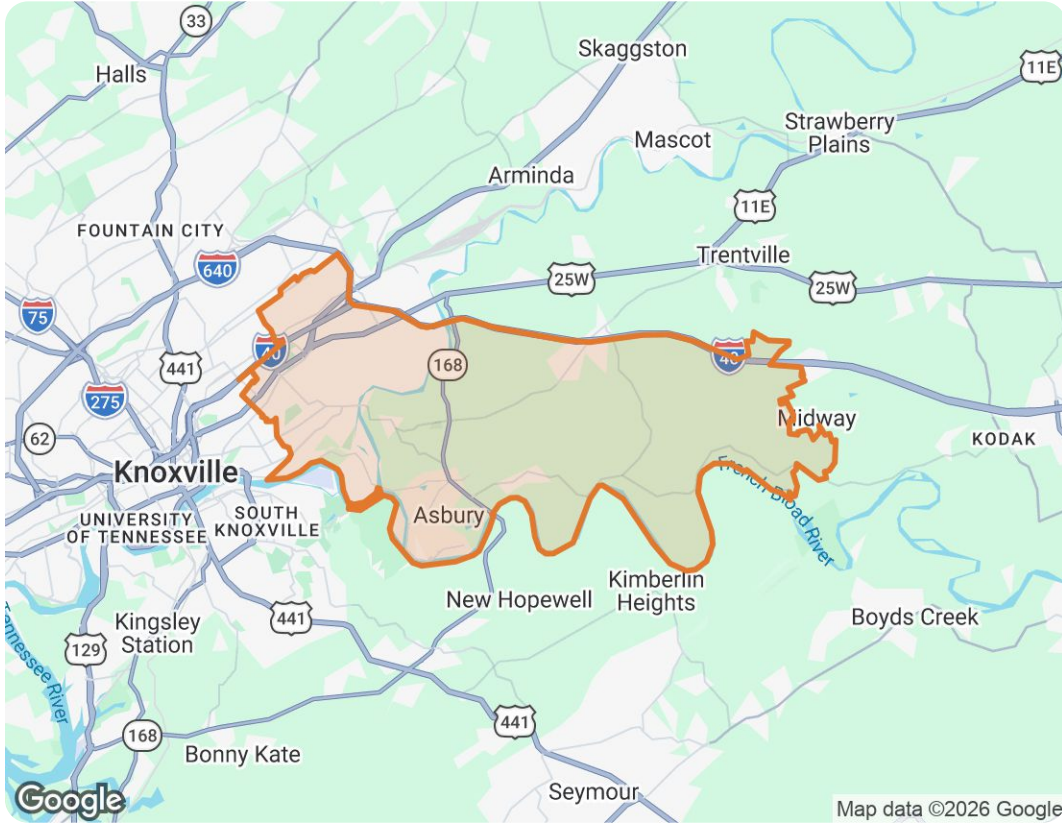 33
Skaggston
11E
Halls
Strawberry
Plains
Mascot
Arminda
11E
FOUNTAIN CITY
Trentville
640
25W
25W
75
40
40
441
168
275
Midway
62
KODAK
Knoxville
French Broad River
UNIVERSITY
OF TENNESSEE
SOUTH
KNOXVILLE
Asbury
Kimberlin
Heights
New Hopewell
Tennessee River
Kingsley
Station
441
Boyds Creek
129
168
441
Bonny Kate
Seymour
Google
Map data ©2026 Google